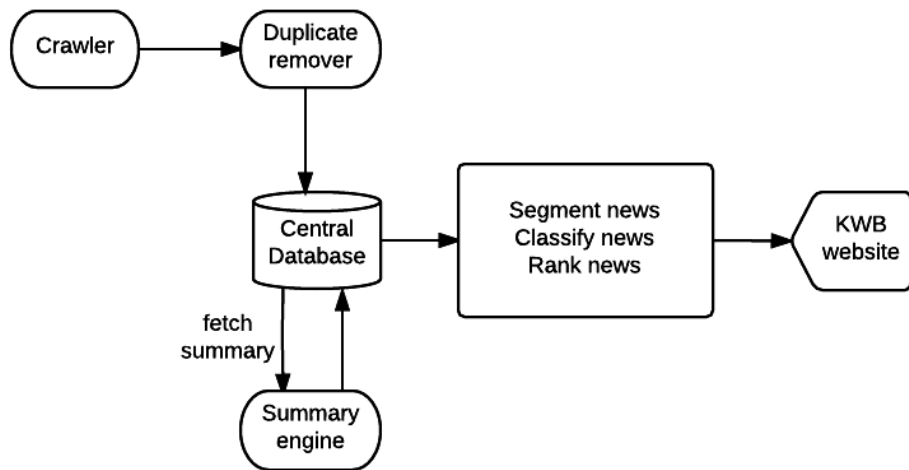 Crawler
Duplicate
remover
Central
Database
Segment news
Classify news
Rank news
KWB
website
fetch
summary
Summary
engine